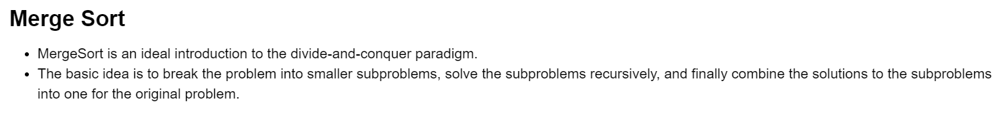 Merge Sort
• MergeSort is an ideal introduction to the divide-and-conquer paradigm.
• The basic idea is to break the problem into smaller subproblems, solve the subproblems recursively, and finally combine the solutions to the subproblems
into one for the original problem.